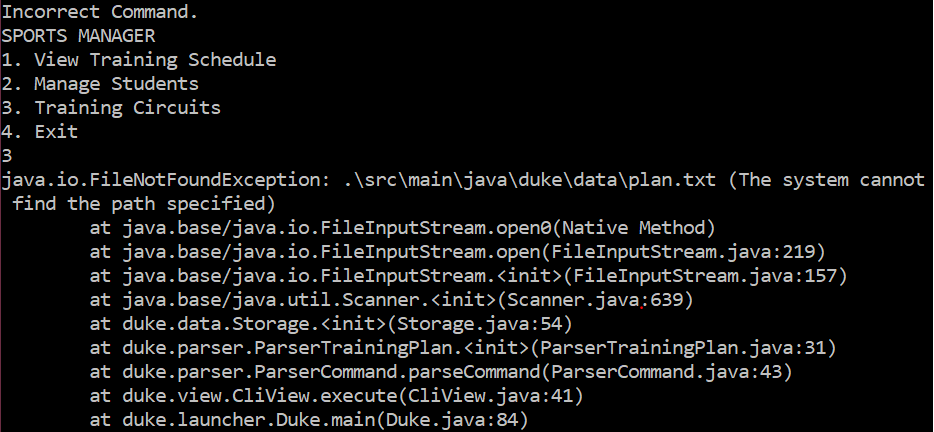 Incorrect Command.
SPORTS MANAGER
1. View Training Schedule
2. Manage Students
3. Training Circuits
4. Exit
3
java.io.FileNotFoundException: .\src\main\java\duke\data\plan.txt (The system cannot
 find the path specified)
        at java.base/java.io.FileInputStream.open0(Native Method)
        at java.base/java.io.FileInputStream.open(FileInputStream.java:219)
        at java.base/java.io.FileInputStream.<init>(FileInputStream.java:157)
        at java.base/java.util.Scanner.<init>(Scanner.java:639)
        at duke.data.Storage.<init>(Storage.java:54)
        at duke.parser.ParserTrainingPlan.<init>(ParserTrainingPlan.java:31)
        at duke.parser.ParserCommand.parseCommand(ParserCommand.java:43)
        at duke.view.CliView.execute(CliView.java:41)
        at duke.launcher.Duke.main(Duke.java:84)